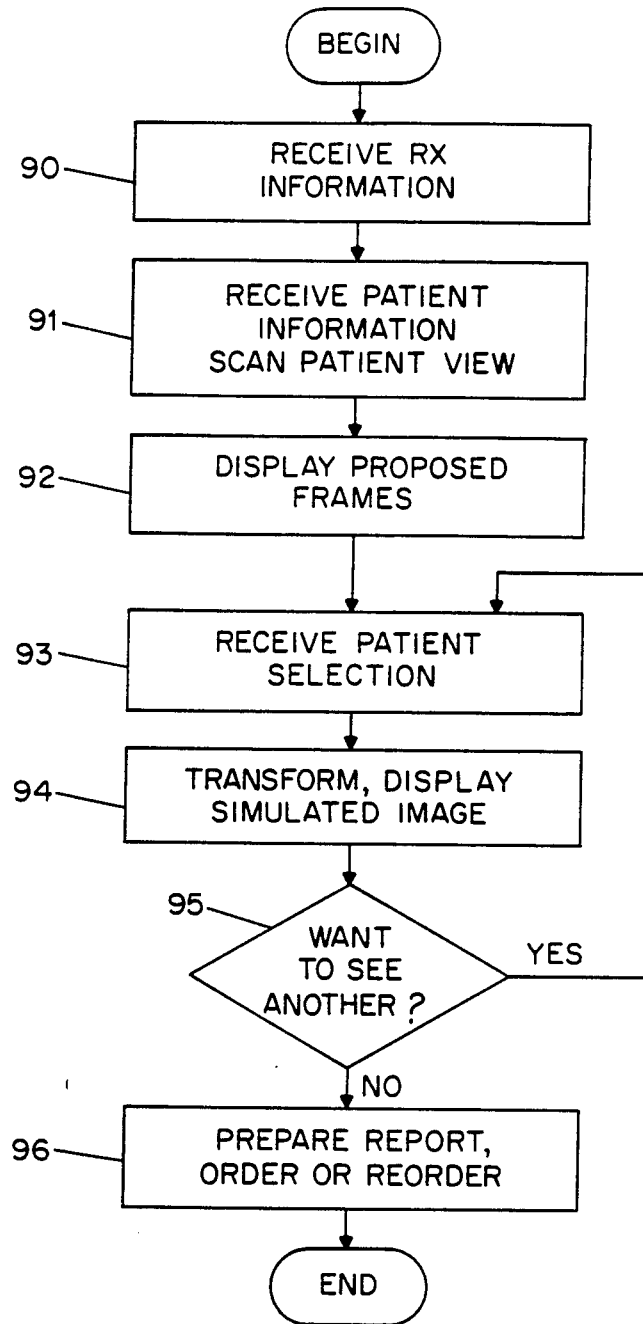 BEGIN
90
RECEIVE RX
INFORMATION
91
RECEIVE PATIENT
INFORMATION
SCAN PATIENT VIEW
92
DISPLAY PROPOSED
FRAMES
93
RECEIVE PATIENT
SELECTION
94
TRANSFORM, DISPLAY
SIMULATED IMAGE
95
WANT
TO SEE
ANOTHER?
YES
NO
96
PREPARE REPORT,
ORDER OR REORDER
END